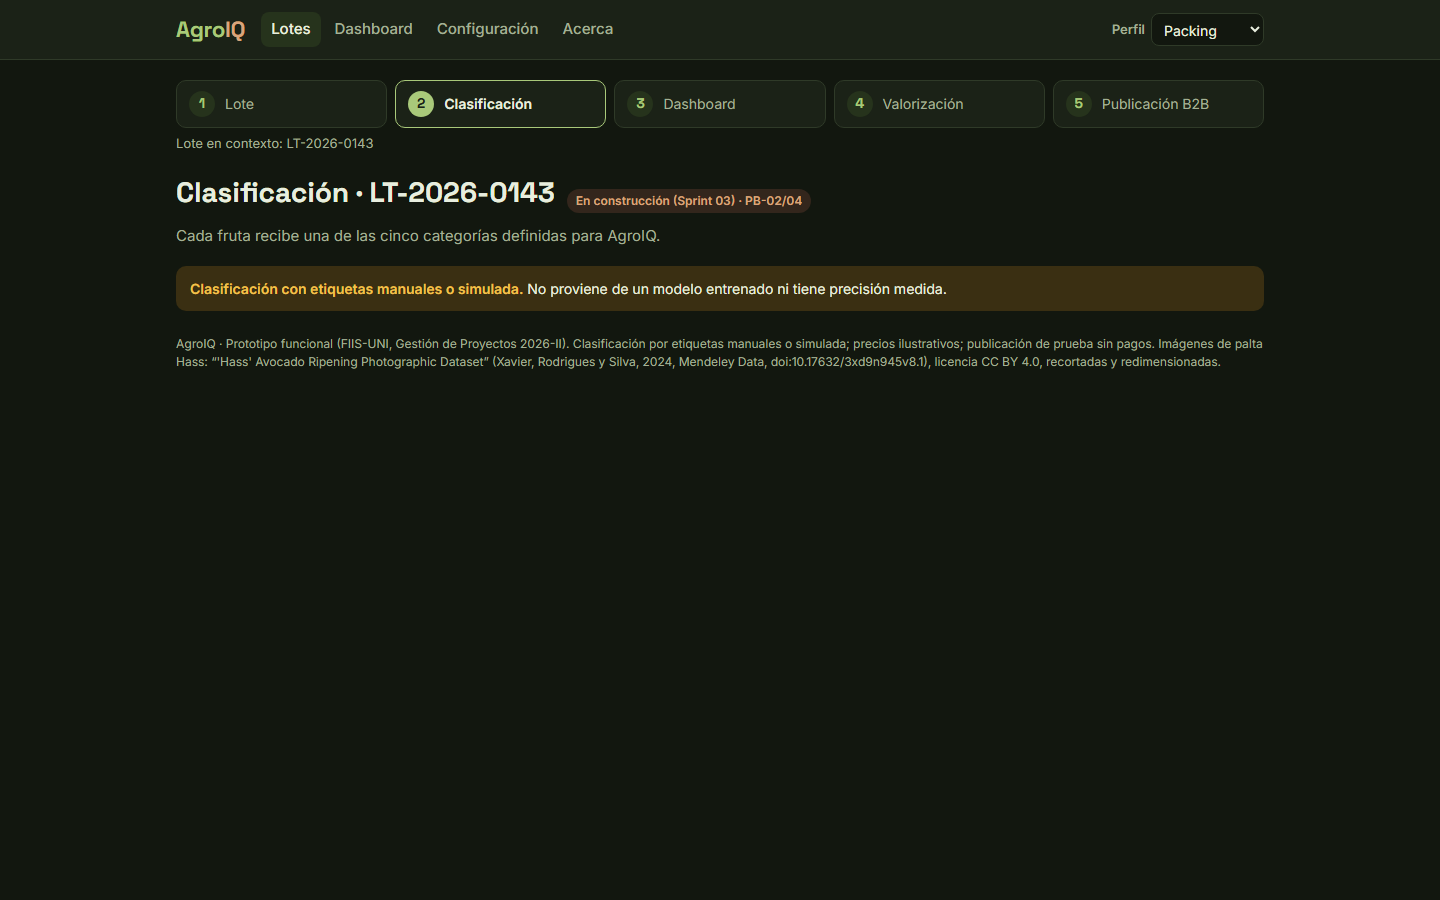 AgroIQ Lotes Dashboard Configuración Acerca Perfil Packing
1 Lote 2 Clasificación 3 Dashboard 4 Valorización 5 Publicación B2B
Lote en contexto: LT-2026-0143
Clasificación · LT-2026-0143 En construcción (Sprint 03) · PB-02/04
Cada fruta recibe una de las cinco categorías definidas para AgroIQ.
Clasificación con etiquetas manuales o simulada. No proviene de un modelo entrenado ni tiene precisión medida.
AgroIQ · Prototipo funcional (FIIS-UNI, Gestión de Proyectos 2026-II). Clasificación por etiquetas manuales o simulada; precios ilustrativos; publicación de prueba sin pagos. Imágenes de palta
Hass: “'Hass' Avocado Ripening Photographic Dataset” (Xavier, Rodrigues y Silva, 2024, Mendeley Data, doi:10.17632/3xd9n945v8.1), licencia CC BY 4.0, recortadas y redimensionadas.